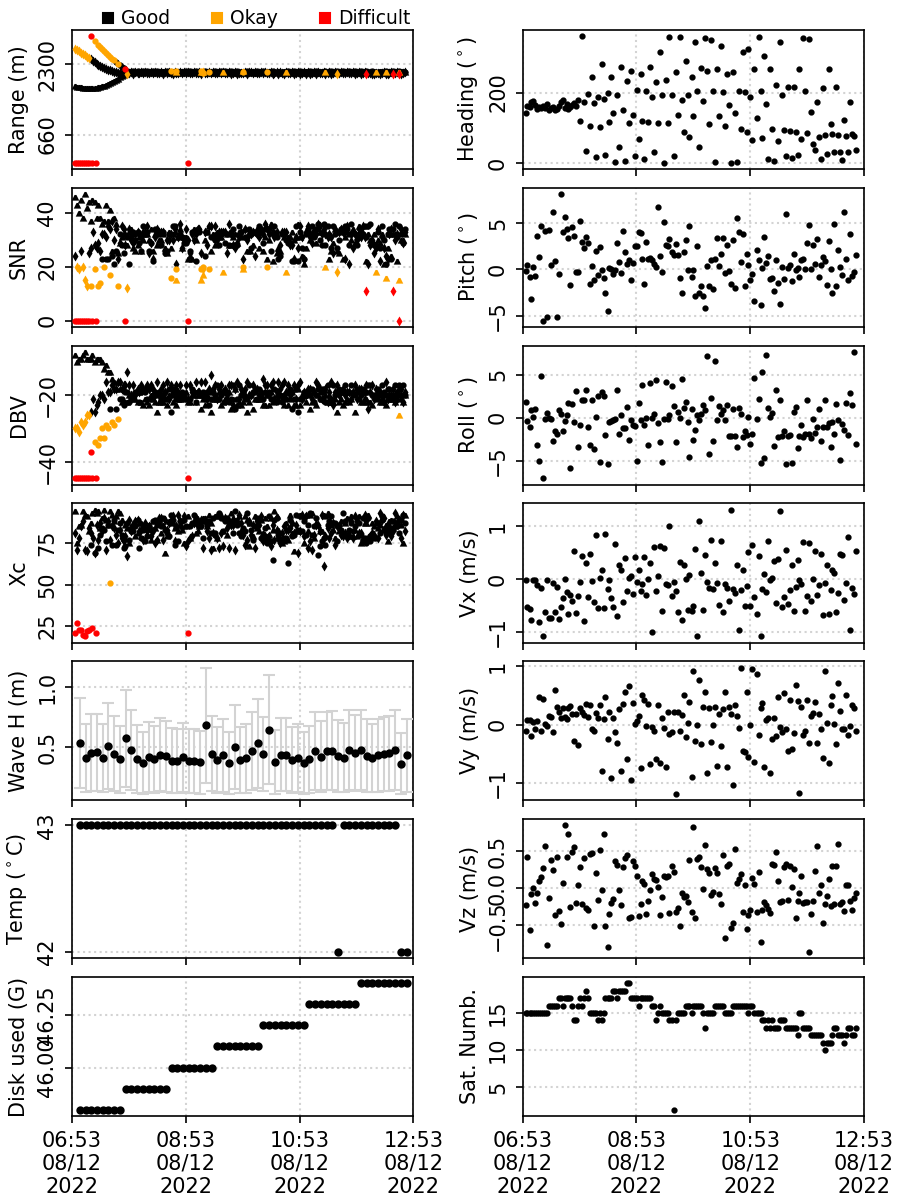 Good Okay Difficult
Range (m)
2300
660
SNR
40
20
0
DBV
−20
−40
Xc
75
50
25
Wave H (m)
1.0
0.5
Temp (°C)
43
42
Disk used (G)
46.25
46.00
06:53 08:53 10:53 12:53
08/12 08/12 08/12 08/12
2022 2022 2022 2022
Heading (°)
200
0
Pitch (°)
5
0
−5
Roll (°)
5
0
−5
Vx (m/s)
1
0
−1
Vy (m/s)
1
0
−1
Vz (m/s)
0.5
0.0
−0.5
Sat. Numb.
15
10
5
06:53 08:53 10:53 12:53
08/12 08/12 08/12 08/12
2022 2022 2022 2022